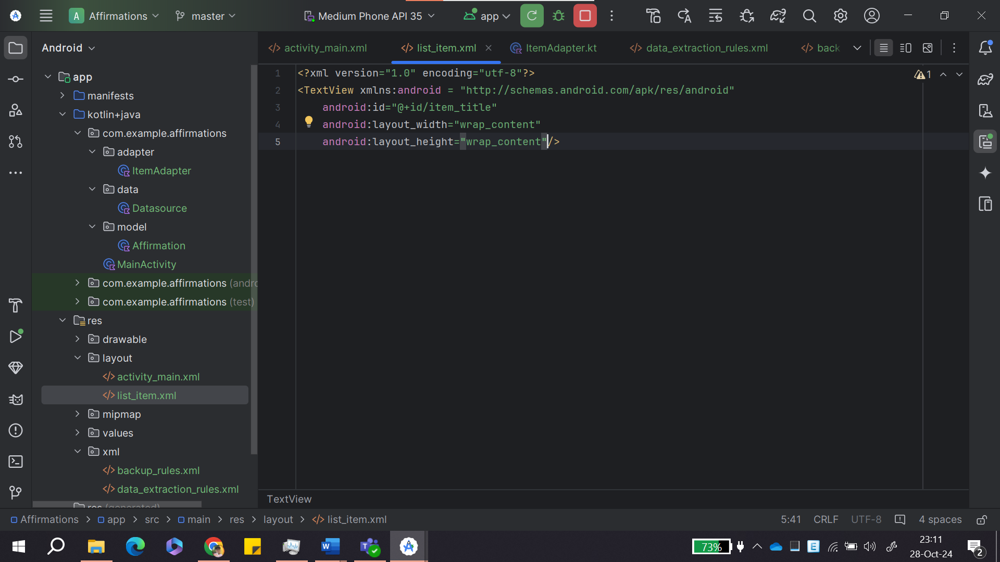 A Affirmations master Medium Phone API 35 app
Android
activity_main.xml list_item.xml ItemAdapter.kt data_extraction_rules.xml back
app
manifests
kotlin+java
com.example.affirmations
adapter
ItemAdapter
data
Datasource
model
Affirmation
MainActivity
com.example.affirmations (andro
com.example.affirmations (test)
res
drawable
layout
activity_main.xml
list_item.xml
mipmap
values
xml
backup_rules.xml
data_extraction_rules.xml
res (generated)
1 <?xml version="1.0" encoding="utf-8"?>
2 <TextView xmlns:android = "http://schemas.android.com/apk/res/android"
3 android:id="@+id/item_title"
4 android:layout_width="wrap_content"
5 android:layout_height="wrap_content"/>
1
TextView
Affirmations > app > src > main > res > layout > list_item.xml 5:41 CRLF UTF-8 4 spaces
73% E 23:11
28-Oct-24 2